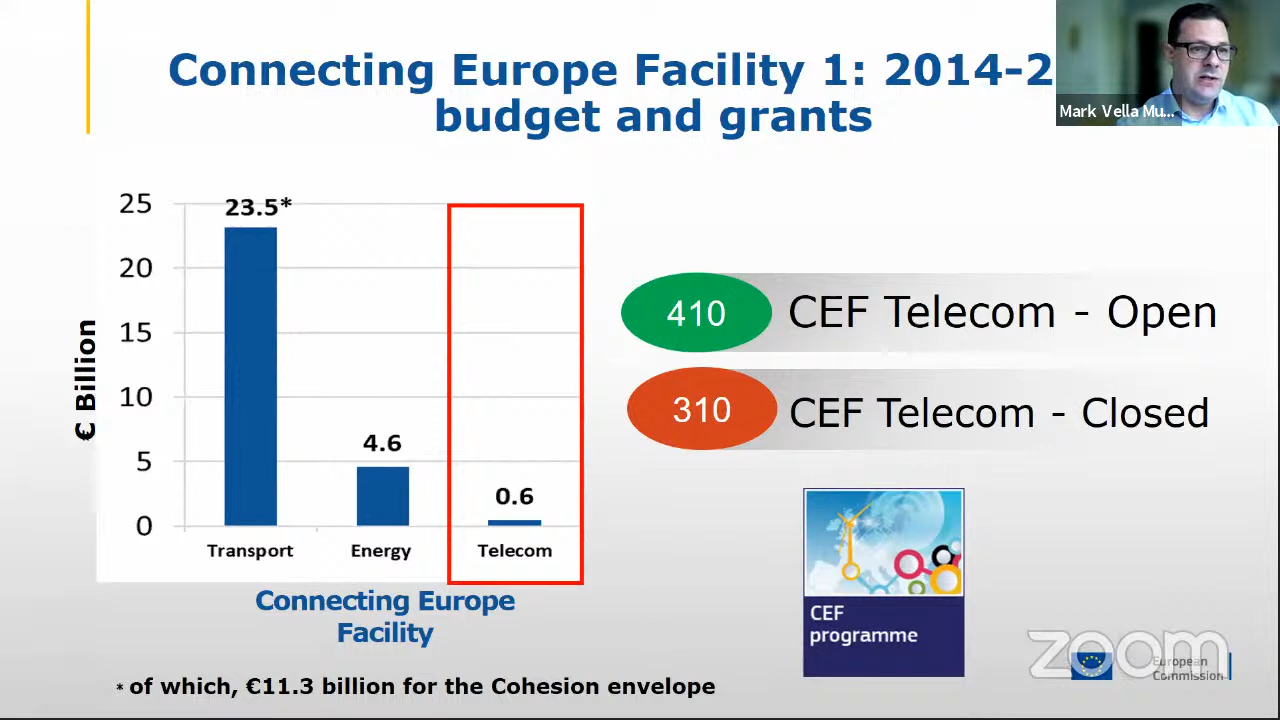 Connecting Europe Facility 1: 2014-2
budget and grants
Mark Vella Mu...
€ Billion
25
20
15
10
5
0
23.5*
4.6
0.6
Transport
Energy
Telecom
Connecting Europe
Facility
* of which, €11.3 billion for the Cohesion envelope
410
CEF Telecom - Open
310
CEF Telecom - Closed
CEF
programme
zoom
European
Commission